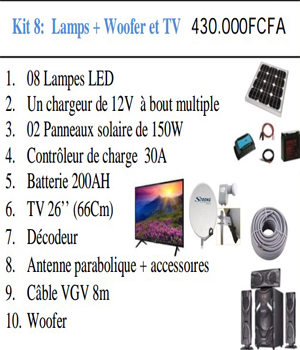 Kit 8: Lamps + Woofer et TV 430.000FCFA
1. 08 Lampes LED
2. Un chargeur de 12V à bout multiple
3. 02 Panneaux solaire de 150W
4. Contrôleur de charge 30A
5. Batterie 200AH
6. TV 26’’ (66Cm)
7. Décodeur
8. Antenne parabolique + accessoires
9. Câble VGV 8m
10. Woofer
STRONG